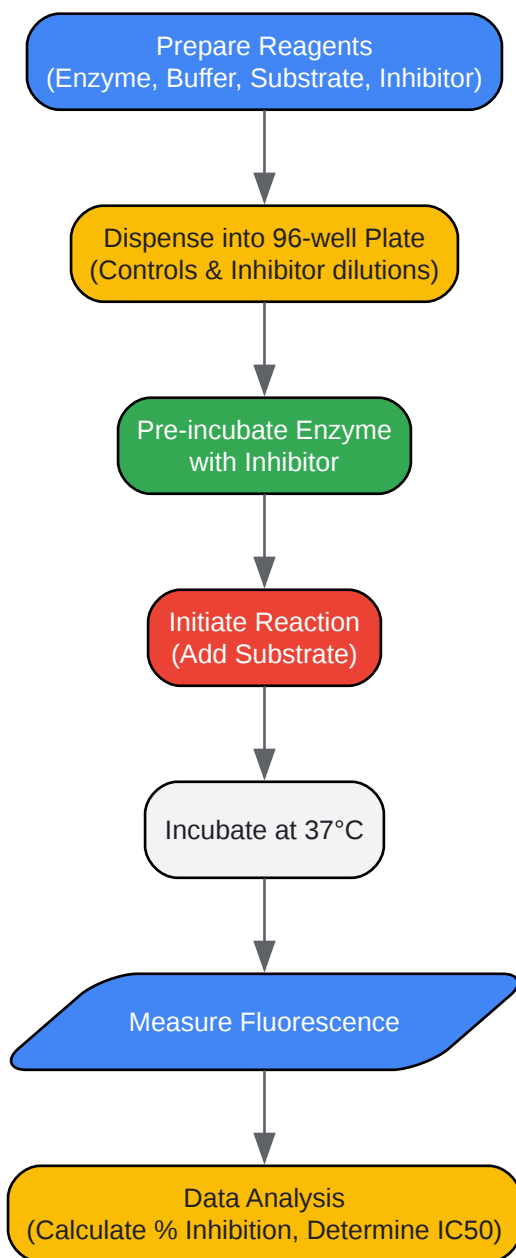 Prepare Reagents
(Enzyme, Buffer, Substrate, Inhibitor)
Dispense into 96-well Plate
(Controls & Inhibitor dilutions)
Pre-incubate Enzyme
with Inhibitor
Initiate Reaction
(Add Substrate)
Incubate at 37°C
Measure Fluorescence
Data Analysis
(Calculate % Inhibition, Determine IC50)